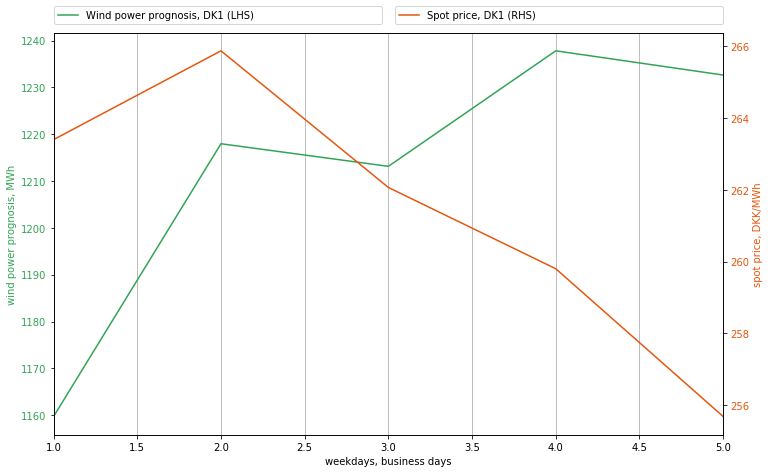 Wind power prognosis, DK1 (LHS)
Spot price, DK1 (RHS)
1240
1230
1220
1210
1200
1190
1180
1170
1160
wind power prognosis, MWh
266
264
262
260
258
256
spot price, DKK/MWh
1.0 1.5 2.0 2.5 3.0 3.5 4.0 4.5 5.0
weekdays, business days